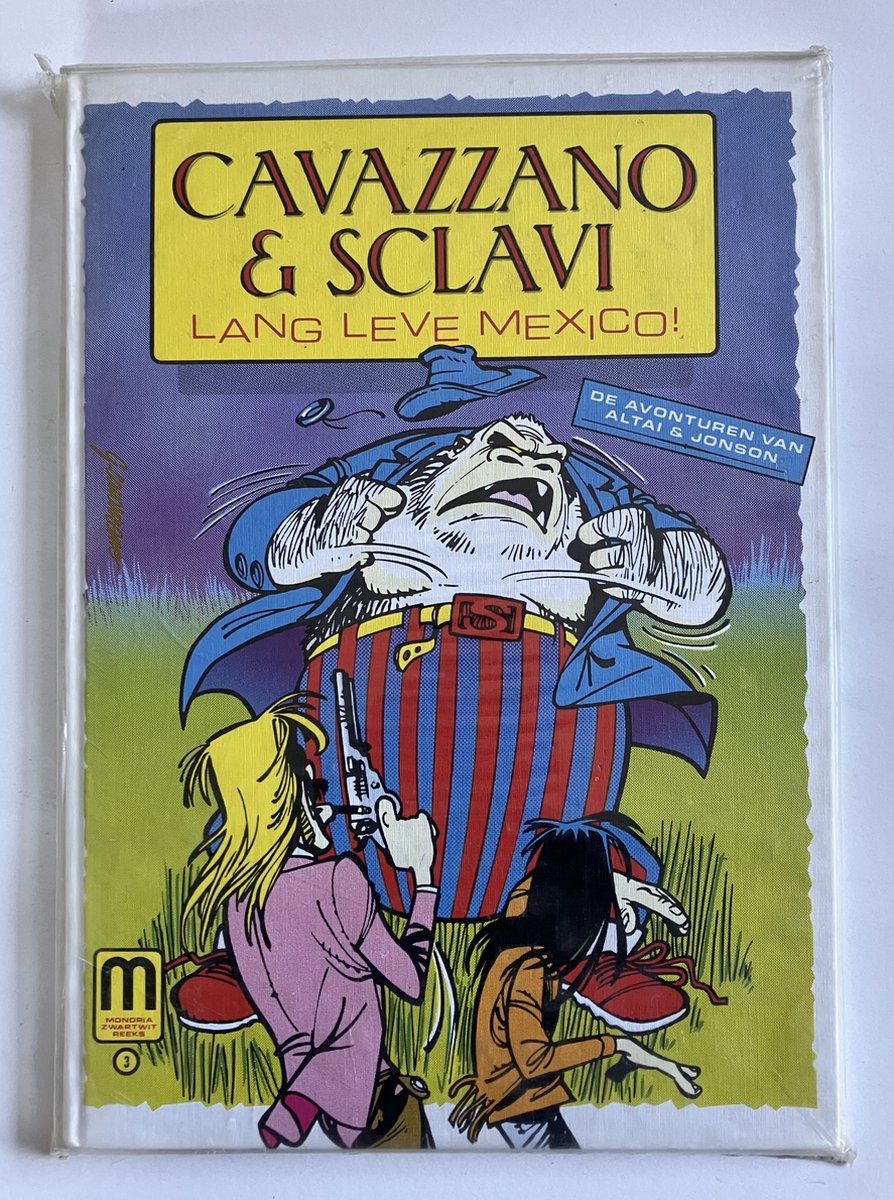 CAVAZZANO
& SCLAVI
LANG LEVE MEXICO!
DE AVONTUREN VAN
ALTAI & JONSON
m
MONDRIA
ZWARTWIT
REEKS
3